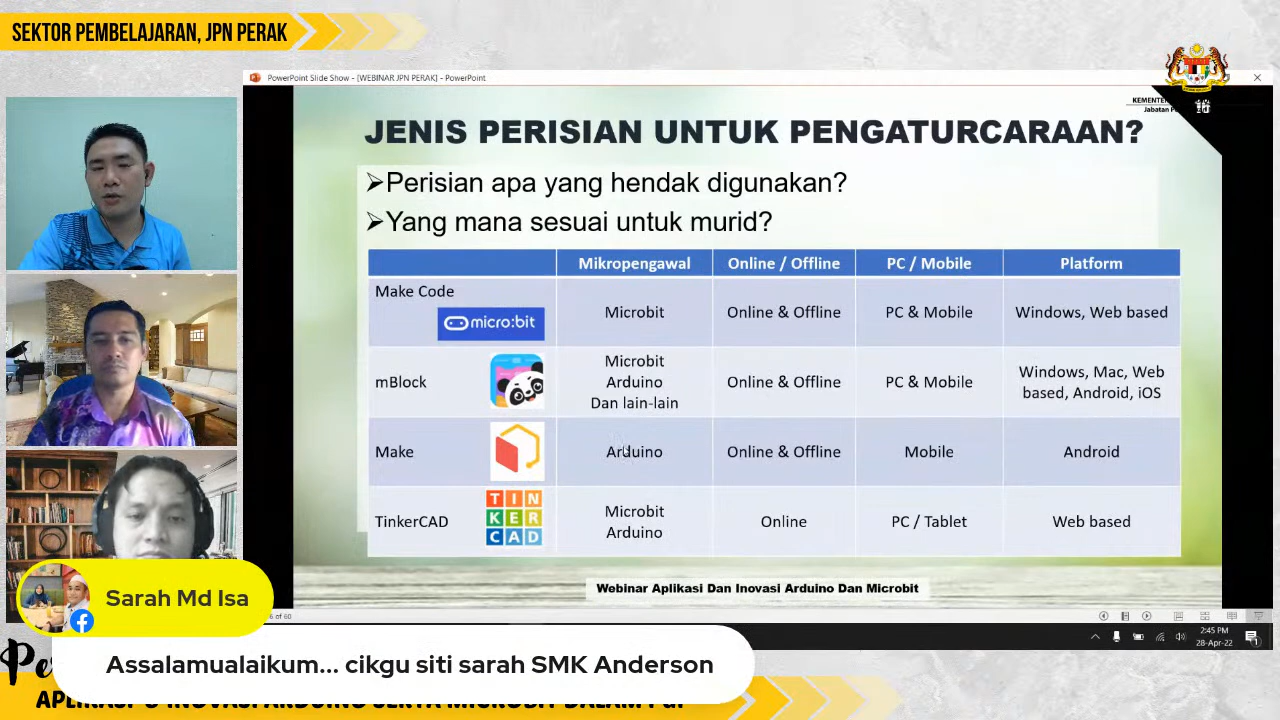 SEKTOR PEMBELAJARAN, JPN PERAK
PowerPoint Slide Show - [WEBINAR JPN PERAK] - PowerPoint
KEMENTER
JENIS PERISIAN UNTUK PENGATURCARAAN?
➢Perisian apa yang hendak digunakan?
➢Yang mana sesuai untuk murid?
Mikropengawal Online / Offline PC / Mobile Platform
Make Code micro:bit Microbit Online & Offline PC & Mobile Windows, Web based
mBlock Microbit Arduino Dan lain-lain Online & Offline PC & Mobile Windows, Mac, Web based, Android, iOS
Make Arduino Online & Offline Mobile Android
TinkerCAD TINKERCAD Microbit Arduino Online PC / Tablet Web based
Webinar Aplikasi Dan Inovasi Arduino Dan Microbit
of 60
2:45 PM
28-Apr-22
Sarah Md Isa
Assalamualaikum... cikgu siti sarah SMK Anderson